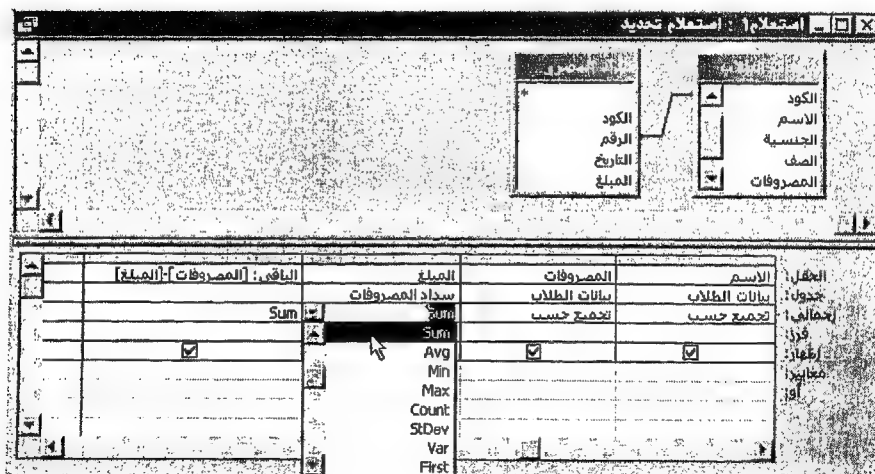 استعلام1 : استعلام تحديد
الكود
الاسم
الجنسية
الصف
المصروفات
*
الكود
الرقم
التاريخ
المبلغ
الحقل: الاسم المصروفات المبلغ الباقي: [المصروفات]-[المبلغ]
جدول: بيانات الطلاب بيانات الطلاب سداد المصروفات
إجمالي: تجميع حسب تجميع حسب Sum Sum
فرز: Sum
إظهار: Avg
معايير: Min
أو: Max
Count
StDev
Var
First